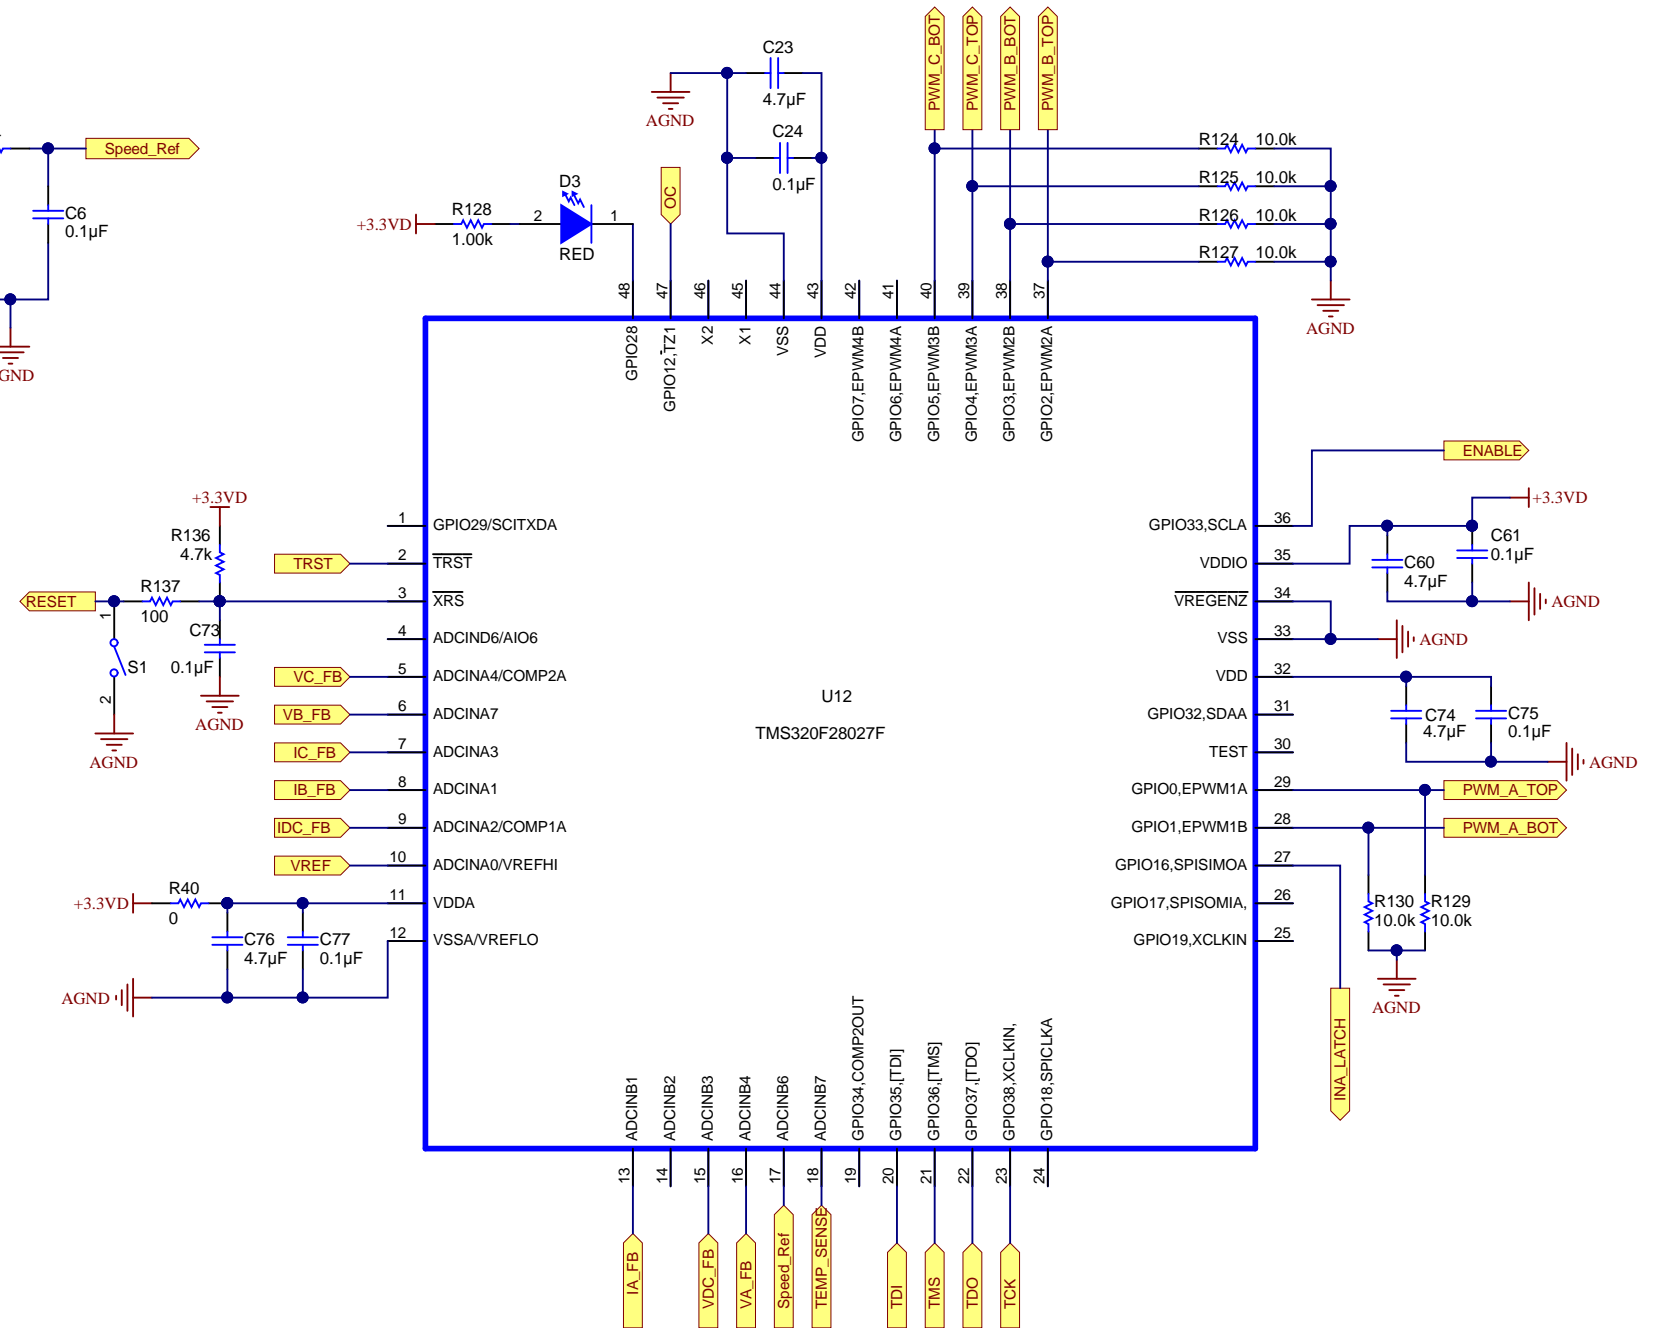 PWM_C_BOT
PWM_C_TOP
PWM_B_BOT
PWM_B_TOP
C23
4.7µF
AGND
C24
0.1µF
R124 10.0k
R125 10.0k
R126 10.0k
R127 10.0k
AGND
Speed_Ref
C6
0.1µF
GND
D3
OC
+3.3VD
R128
1.00k
2
1
RED
48
47
46
45
44
43
42
41
40
39
38
37
GPIO28
GPIO12,TZ1
X2
X1
VSS
VDD
GPIO7,EPWM4B
GPIO6,EPWM4A
GPIO5,EPWM3B
GPIO4,EPWM3A
GPIO3,EPWM2B
GPIO2,EPWM2A
+3.3VD
R136
4.7k
TRST
RESET
R137
100
1
S1
2
AGND
C73
0.1µF
AGND
VC_FB
VB_FB
IC_FB
IB_FB
IDC_FB
VREF
+3.3VD
R40
0
C76
4.7µF
C77
0.1µF
AGND
1 GPIO29/SCITXDA
2 TRST
3 XRS
4 ADCIND6/AIO6
5 ADCINA4/COMP2A
6 ADCINA7
7 ADCINA3
8 ADCINA1
9 ADCINA2/COMP1A
10 ADCINA0/VREFHI
11 VDDA
12 VSSA/VREFLO
U12
TMS320F28027F
GPIO33,SCLA 36
VDDIO 35
VREGENZ 34
VSS 33
VDD 32
GPIO32,SDAA 31
TEST 30
GPIO0,EPWM1A 29
GPIO1,EPWM1B 28
GPIO16,SPISIMOA 27
GPIO17,SPISOMIA, 26
GPIO19,XCLKIN 25
ENABLE
+3.3VD
C61
0.1µF
C60
4.7µF
AGND
AGND
C74
4.7µF
C75
0.1µF
AGND
PWM_A_TOP
PWM_A_BOT
R130
10.0k
R129
10.0k
AGND
INA_LATCH
ADCINB1
ADCINB2
ADCINB3
ADCINB4
ADCINB6
ADCINB7
GPIO34,COMP2OUT
GPIO35,[TDI]
GPIO36,[TMS]
GPIO37,[TDO]
GPIO38,XCLKIN,
GPIO18,SPICLKA
13
14
15
16
17
18
19
20
21
22
23
24
IA_FB
VDC_FB
VA_FB
Speed_Ref
TEMP_SENSE
TDI
TMS
TDO
TCK